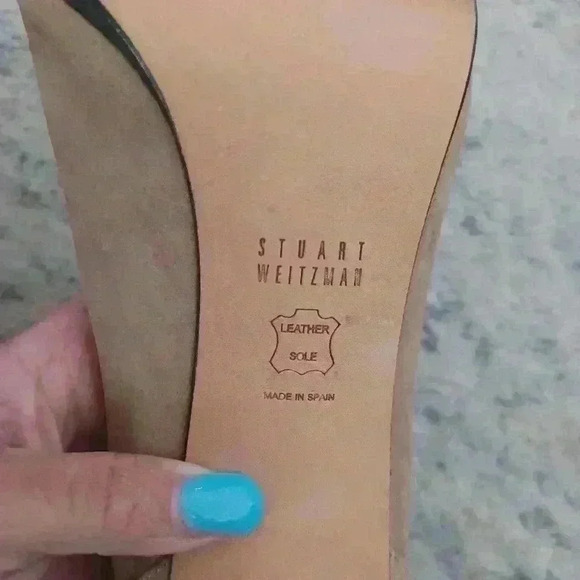 STUART
WEITZMAN
LEATHER
SOLE
MADE IN SPAIN